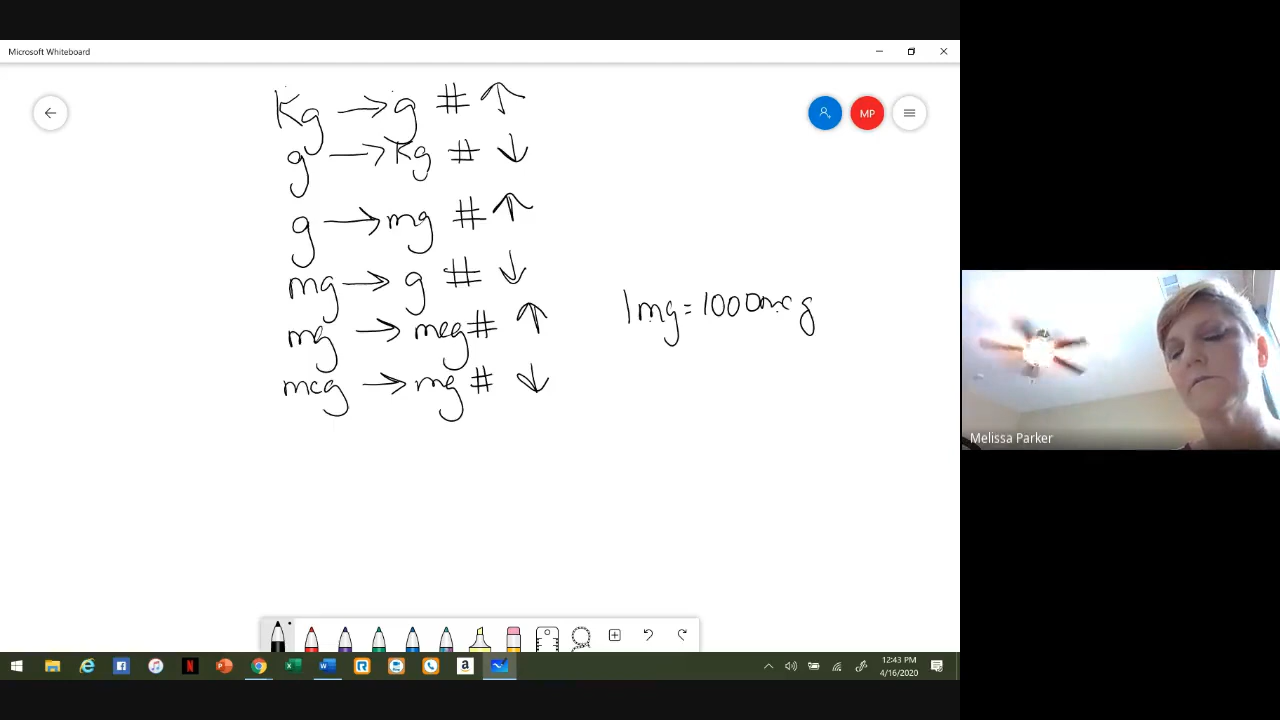 Microsoft Whiteboard
MP
Kg → g # ↑
g → Kg # ↓
g → mg # ↑
mg → g # ↓
mg → mcg # ↑
mcg → mg # ↓
1mg = 1000mcg
Melissa Parker
12:43 PM
4/16/2020